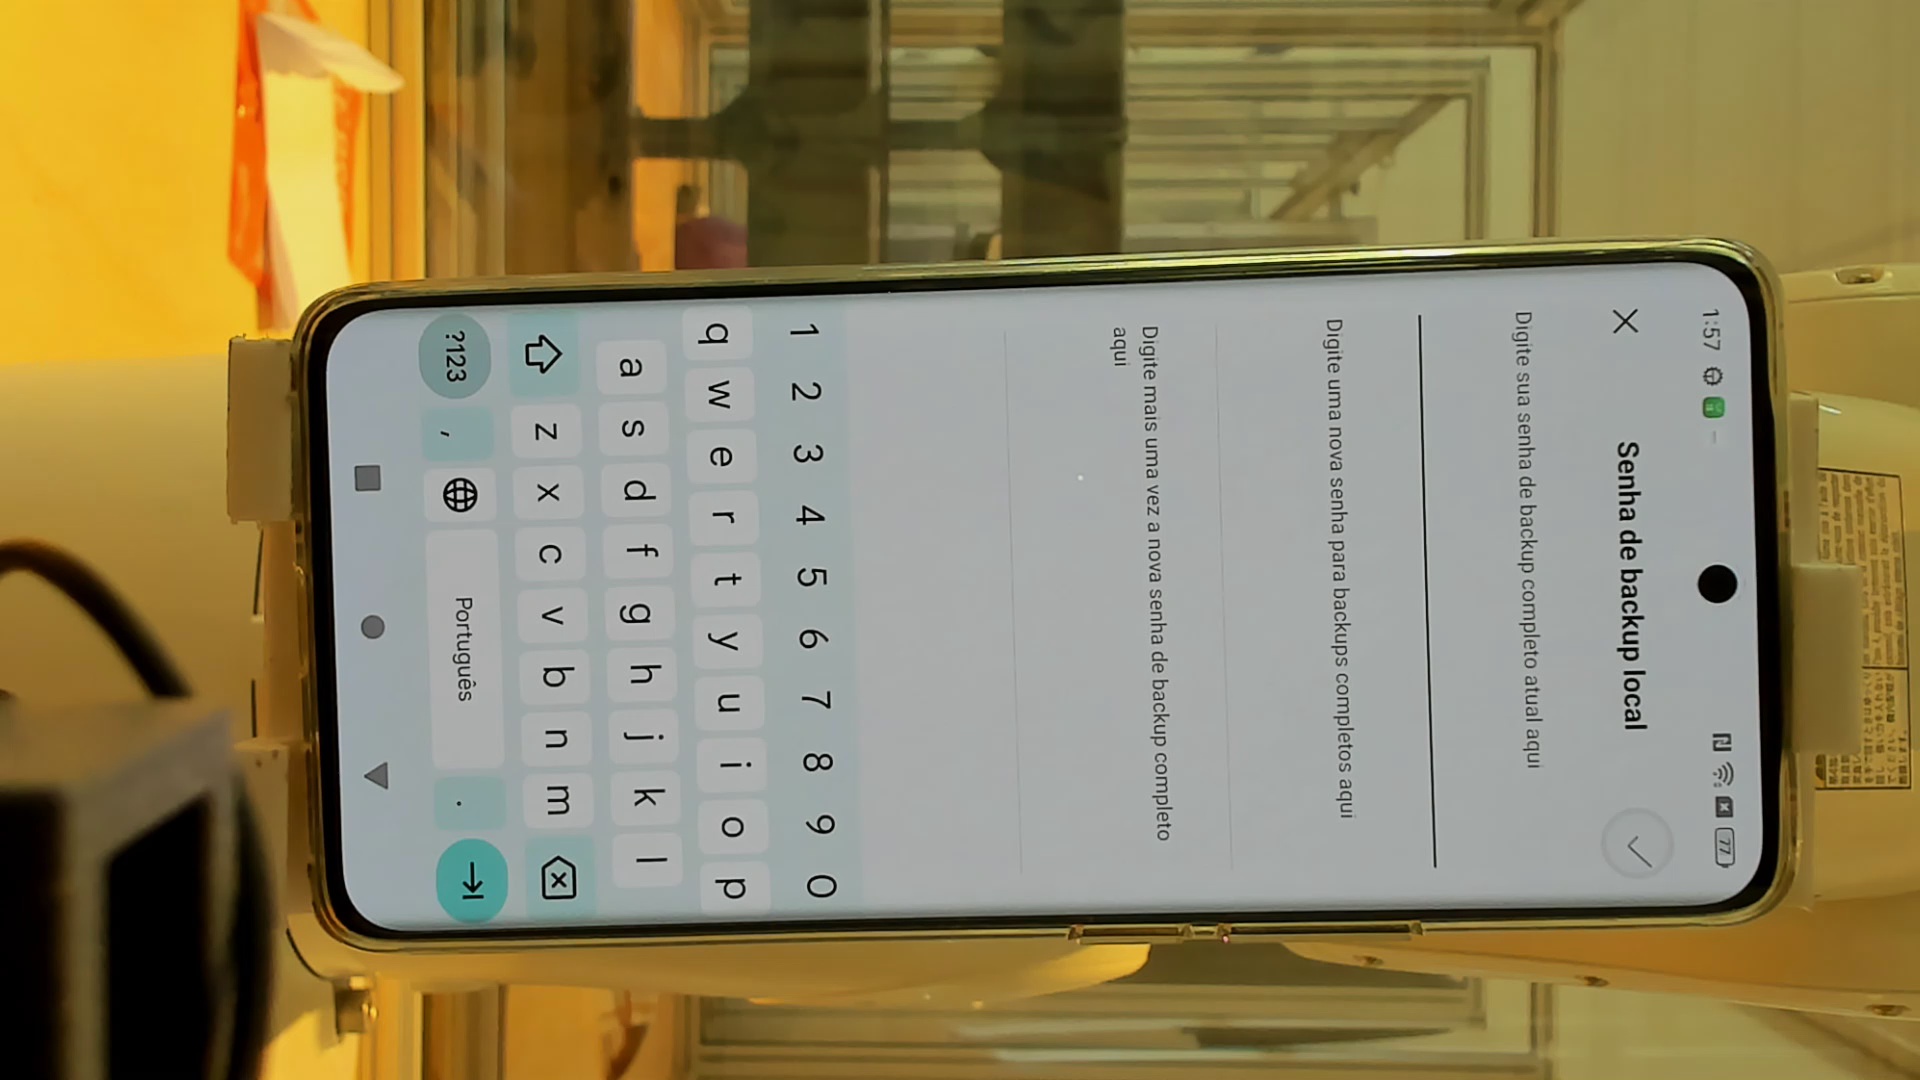 1:57
77
Senha de backup local
Digite sua senha de backup completo atual aqui
Digite uma nova senha para backups completos aqui
Digite mais uma vez a nova senha de backup completo
aqui
1 2 3 4 5 6 7 8 9 0
q w e r t y u i o p
a s d f g h j k l
z x c v b n m
?123 , Português .